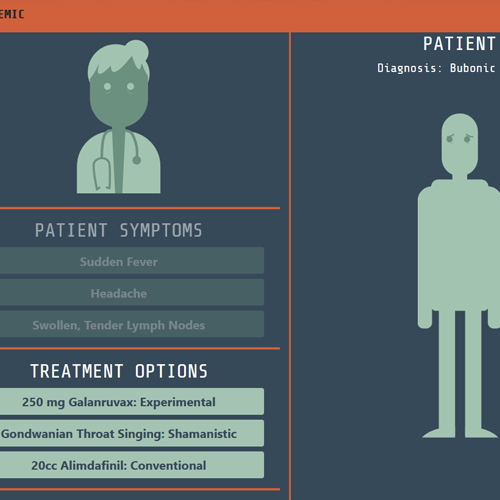 EMIC
PATIENT SYMPTOMS
Sudden Fever
Headache
Swollen, Tender Lymph Nodes
TREATMENT OPTIONS
250 mg Galanruvax: Experimental
Gondwanian Throat Singing: Shamanistic
20cc Alimdafinil: Conventional
PATIENT
Diagnosis: Bubonic